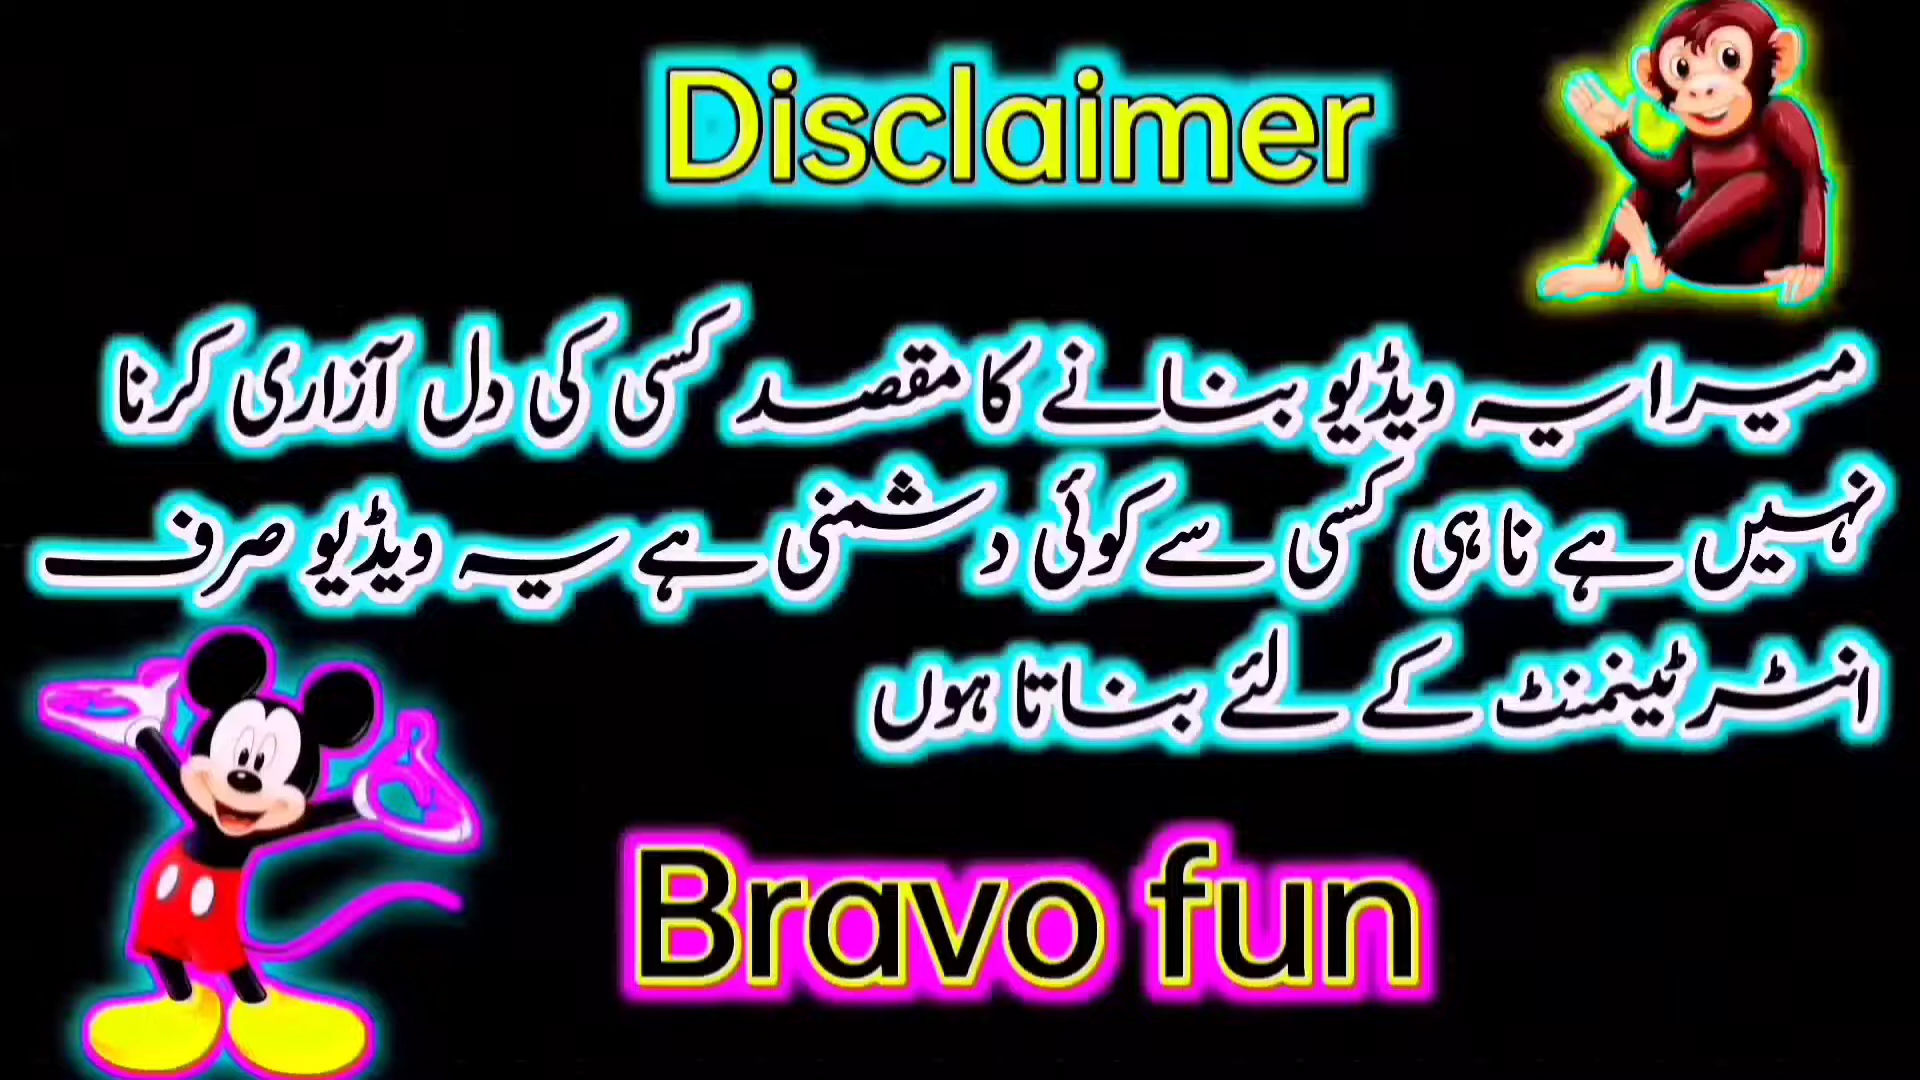 Disclaimer
میرا یہ ویڈیو بنانے کا مقصد کسی کی دل آزاری کرنا
نہیں ہے نا ہی کسی سے کوئی دشمنی ہے یہ ویڈیو صرف
انٹرٹینمنٹ کے لئے بناتا ہوں
Bravo fun